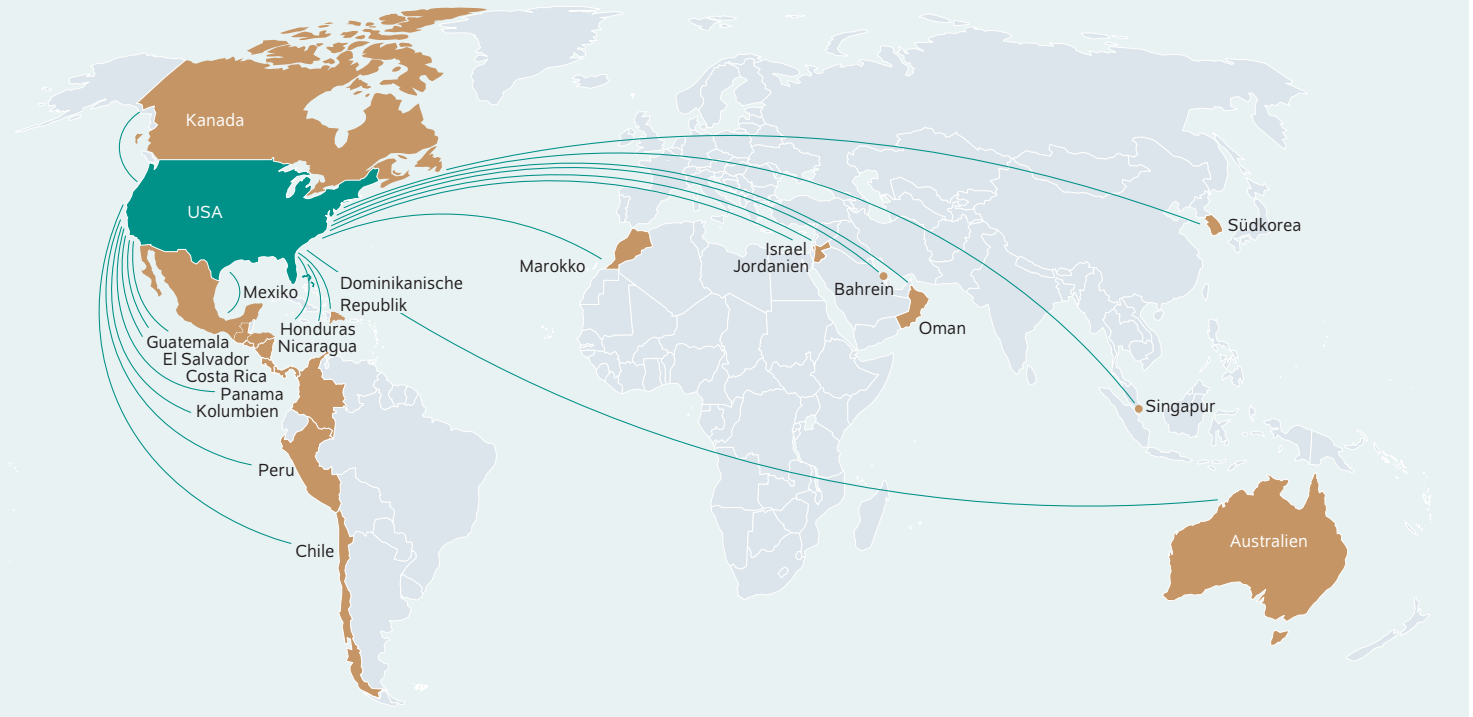 Kanada
USA
Südkorea
Israel
Jordanien
Marokko
Bahrein
Oman
Dominikanische
Republik
Mexiko
Honduras
Nicaragua
Guatemala
El Salvador
Costa Rica
Panama
Kolumbien
Singapur
Peru
Chile
Australien